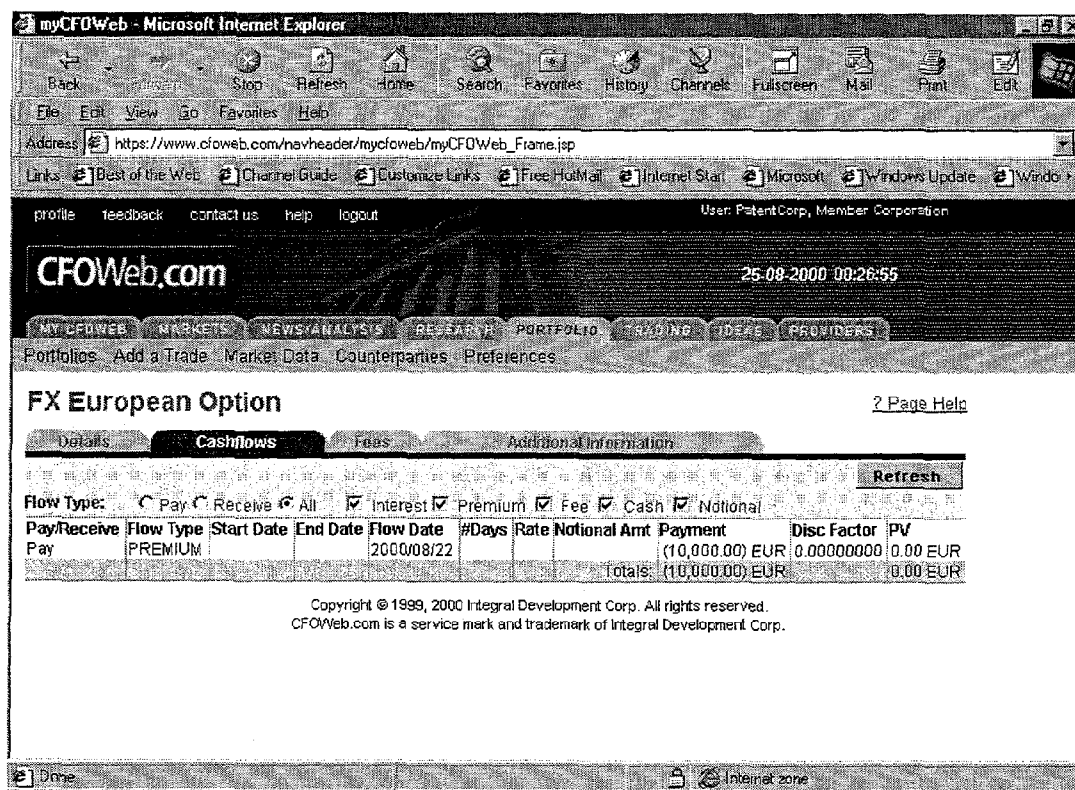 myCFOWeb - Microsoft Internet Explorer
Back Forward Stop Refresh Home Search Favorites History Channels Fullscreen Mail Print Edit
File Edit View Go Favorites Help
Address https://www.cfoweb.com/navheader/mycfoweb/myCFOWeb_Frame.jsp
Links Best of the Web Channel Guide Customize Links Free HotMail Internet Start Microsoft Windows Update Windo
profile feedback contact us help logout User: PatentCorp, Member Corporation
CFOWeb.com 25-08-2000 00:26:55
MY CFOWEB MARKETS NEWS/ANALYSIS RESEARCH PORTFOLIO TRADING IDEAS PROVIDERS
Portfolios Add a Trade Market Data Counterparties Preferences
FX European Option ? Page Help
Details Cashflows Fees Additional Information
Refresh
Flow Type: Pay Receive All Interest Premium Fee Cash Notional
Pay/Receive Flow Type Start Date End Date Flow Date #Days Rate Notional Amt Payment Disc Factor PV
Pay PREMIUM 2000/08/22 (10,000.00) EUR 0.00000000 0.00 EUR
Totals: (10,000.00) EUR 0.00 EUR
Copyright © 1999, 2000 Integral Development Corp. All rights reserved.
CFOWeb.com is a service mark and trademark of Integral Development Corp.
Done Internet zone